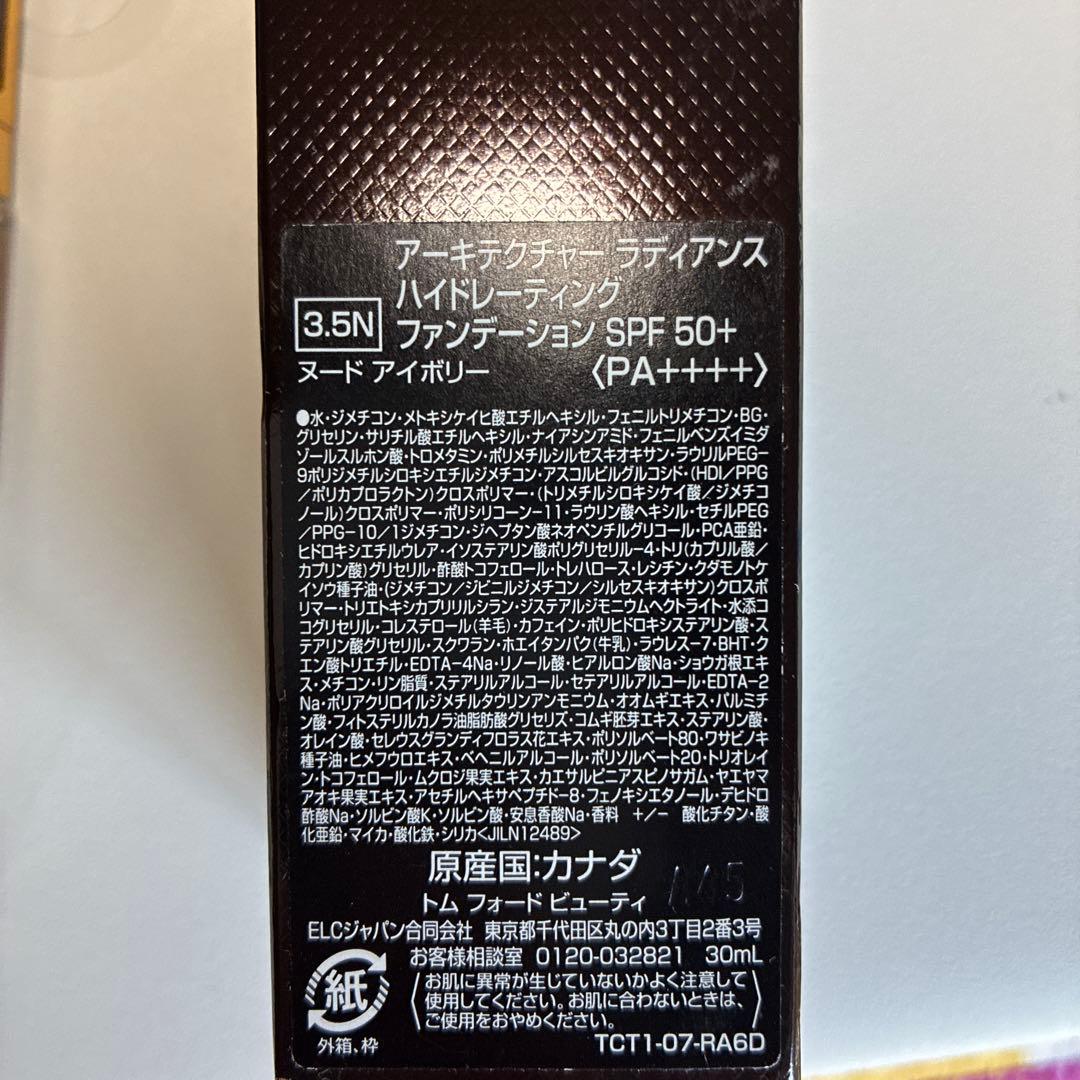 アーキテクチャー ラディアンス
ハイドレーティング
3.5N ファンデーション SPF 50+
ヌード アイボリー 〈PA++++〉
●水・ジメチコン・メトキシケイヒ酸エチルヘキシル・フェニルトリメチコン・BG・
グリセリン・サリチル酸エチルヘキシル・ナイアシンアミド・フェニルベンズイミダ
ゾールスルホン酸・トロメタミン・ポリメチルシルセスキオキサン・ラウリルPEG-
9ポリジメチルシロキシエチルジメチコン・アスコルビルグルコシド・(HDI/PPG
/ポリカプロラクトン)クロスポリマー・(トリメチルシロキシケイ酸/ジメチコ
ノール)クロスポリマー・ポリシリコーン-11・ラウリン酸ヘキシル・セチルPEG
/PPG-10/1ジメチコン・ジヘプタン酸ネオペンチルグリコール・PCA亜鉛・
ヒドロキシエチルウレア・イソステアリン酸ポリグリセリル-4・トリ(カプリル酸/
カプリン酸)グリセリル・酢酸トコフェロール・トレハロース・レシチン・クダモノトケ
イソウ種子油・(ジメチコン/ジビニルジメチコン/シルセスキオキサン)クロスポ
リマー・トリエトキシカプリリルシラン・ジステアルジモニウムヘクトライト・水添コ
コグリセリル・コレステロール(羊毛)・カフェイン・ポリヒドロキシステアリン酸・ス
テアリン酸グリセリル・スクワラン・ホエイタンパク(牛乳)・ラウレス-7・BHT・ク
エン酸トリエチル・EDTA-4Na・リノール酸・ヒアルロン酸Na・ショウガ根エキ
ス・メチコン・リン脂質・ステアリルアルコール・セテアリルアルコール・EDTA-2
Na・ポリアクリロイルジメチルタウリンアンモニウム・オオムギエキス・パルミチ
ン酸・フィトステリルカノラ油脂肪酸グリセリズ・コムギ胚芽エキス・ステアリン酸・
オレイン酸・セレウスグランディフロラス花エキス・ポリソルベート80・ワサビノキ
種子油・ヒメフウロエキス・ベヘニルアルコール・ポリソルベート20・トリオレイ
ン・トコフェロール・ムクロジ果実エキス・カエサルピニアスピノサガム・ヤエヤマ
アオキ果実エキス・アセチルヘキサペプチド-8・フェノキシエタノール・デヒドロ
酢酸Na・ソルビン酸K・ソルビン酸・安息香酸Na・香料 +/- 酸化チタン・酸
化亜鉛・マイカ・酸化鉄・シリカ<JILN12489>
原産国:カナダ
トム フォード ビューティ
ELCジャパン合同会社 東京都千代田区丸の内3丁目2番3号
お客様相談室 0120-032821 30mL
紙
外箱、枠
お肌に異常が生じていないかよく注意して
使用してください。お肌に合わないときは、
ご使用をおやめください。
TCT1-07-RA6D